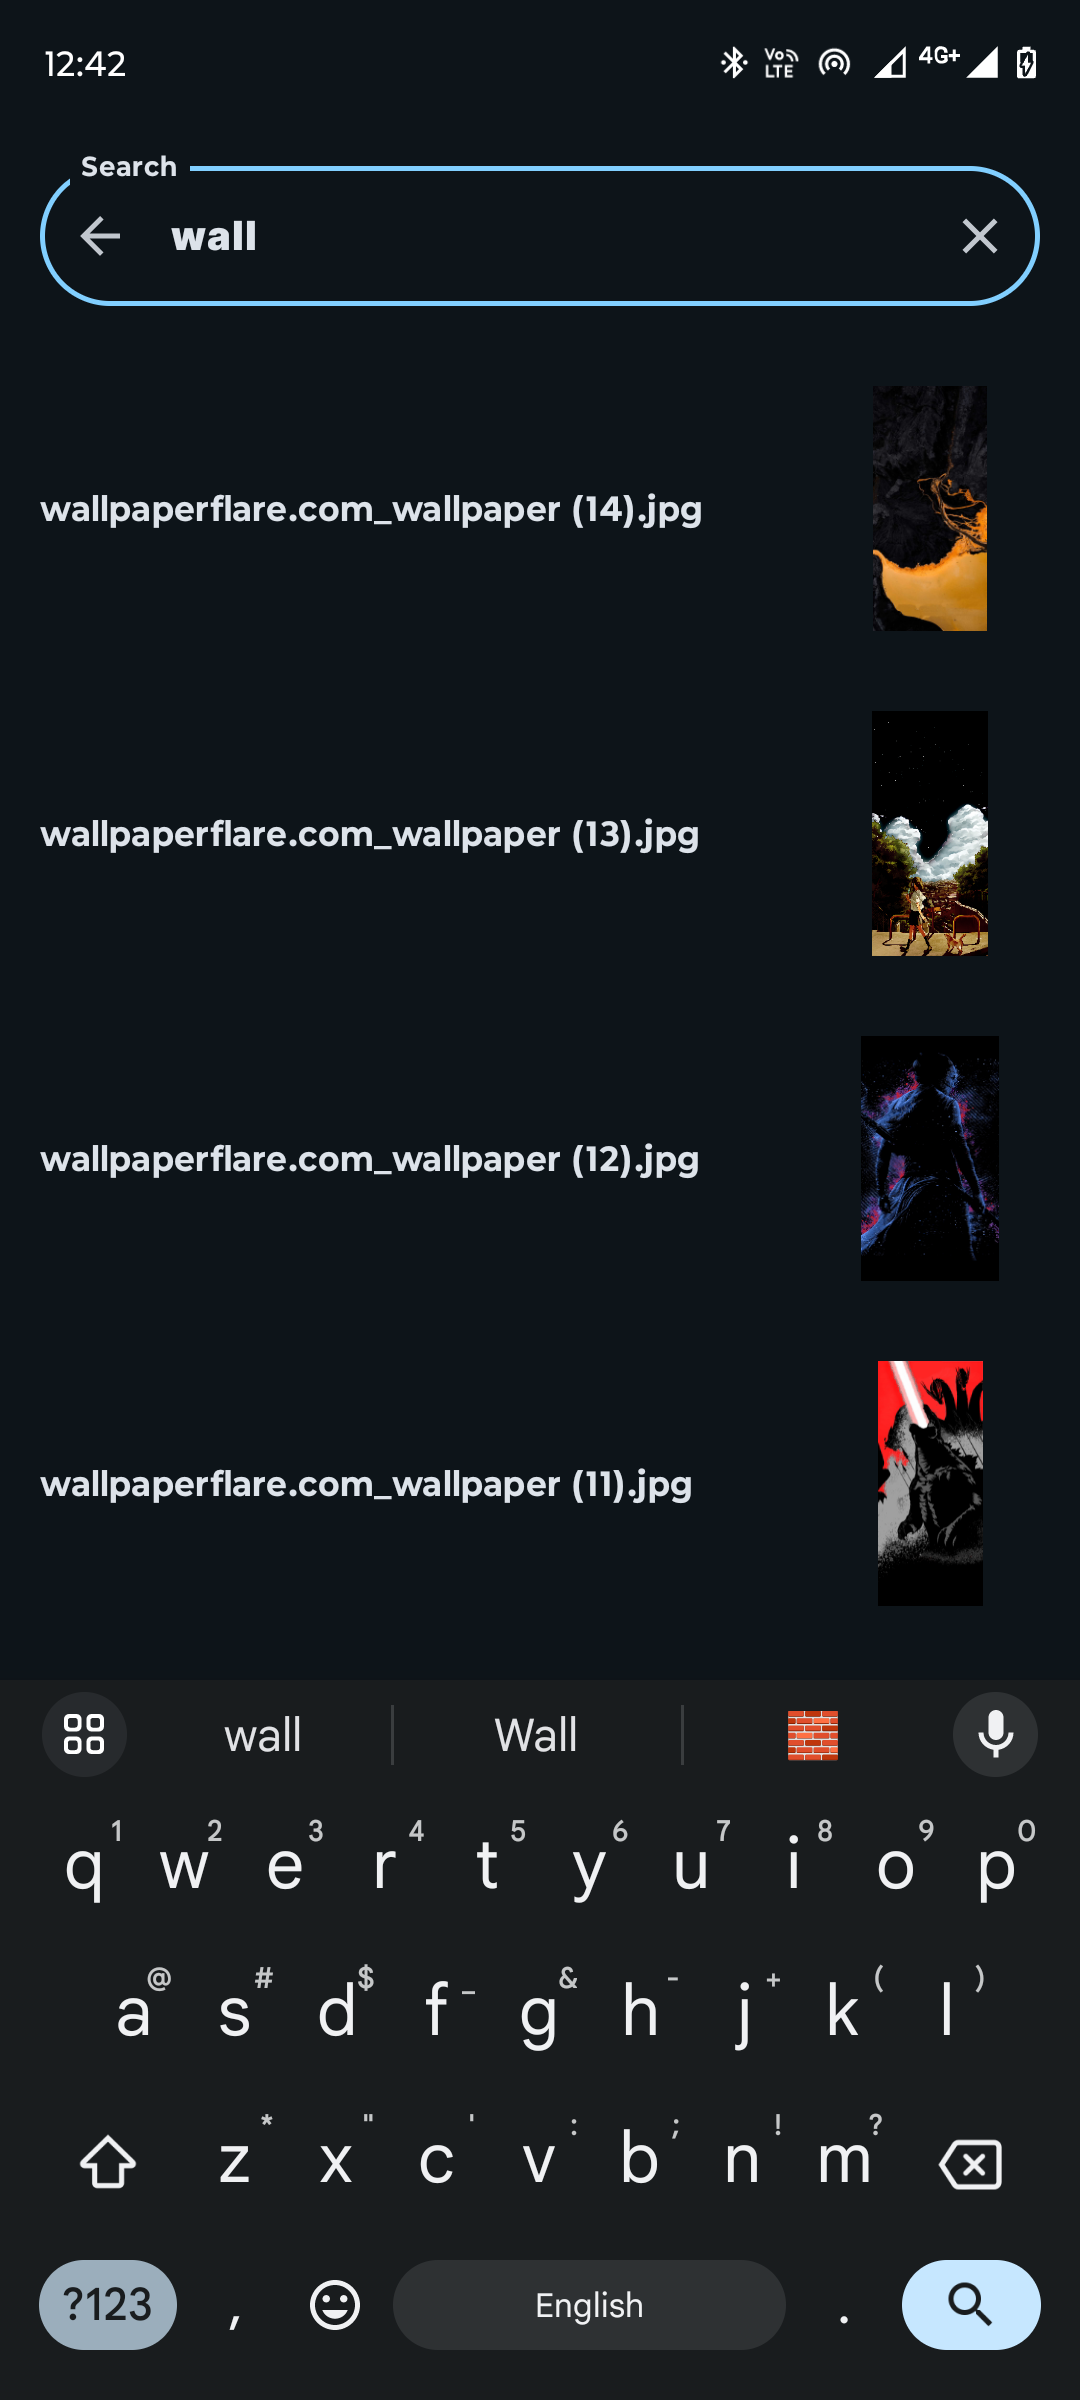 12:42
Vo LTE 4G+
Search
wall
wallpaperflare.com_wallpaper (14).jpg
wallpaperflare.com_wallpaper (13).jpg
wallpaperflare.com_wallpaper (12).jpg
wallpaperflare.com_wallpaper (11).jpg
wall Wall
1 2 3 4 5 6 7 8 9 0
q w e r t y u i o p
@ # $ _ & - + ( )
a s d f g h j k l
* " ' : ; ! ?
z x c v b n m
?123 , English .